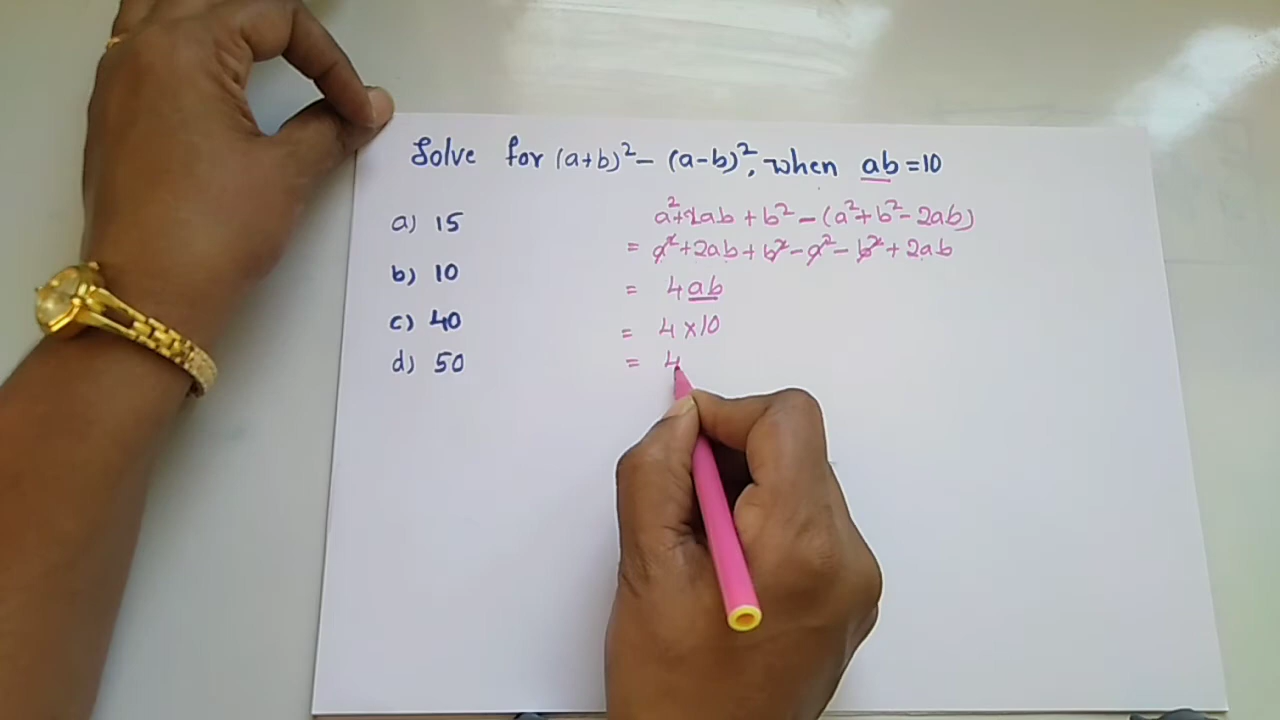 Solve for (a+b)² - (a-b)², when ab = 10
a) 15
b) 10
c) 40
d) 50
a² + 2ab + b² - (a² + b² - 2ab)
= a² + 2ab + b² - a² - b² + 2ab
= 4ab
= 4 × 10
= 4